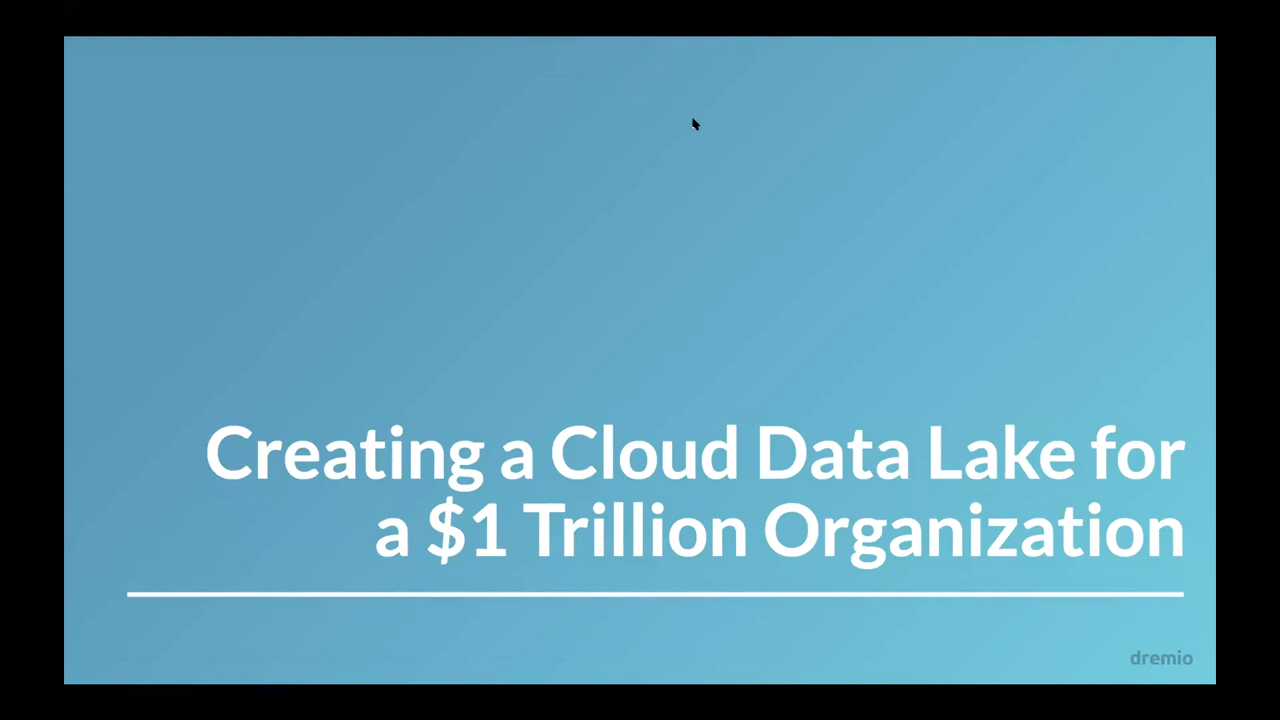 Creating a Cloud Data Lake for
a $1 Trillion Organization
dremio